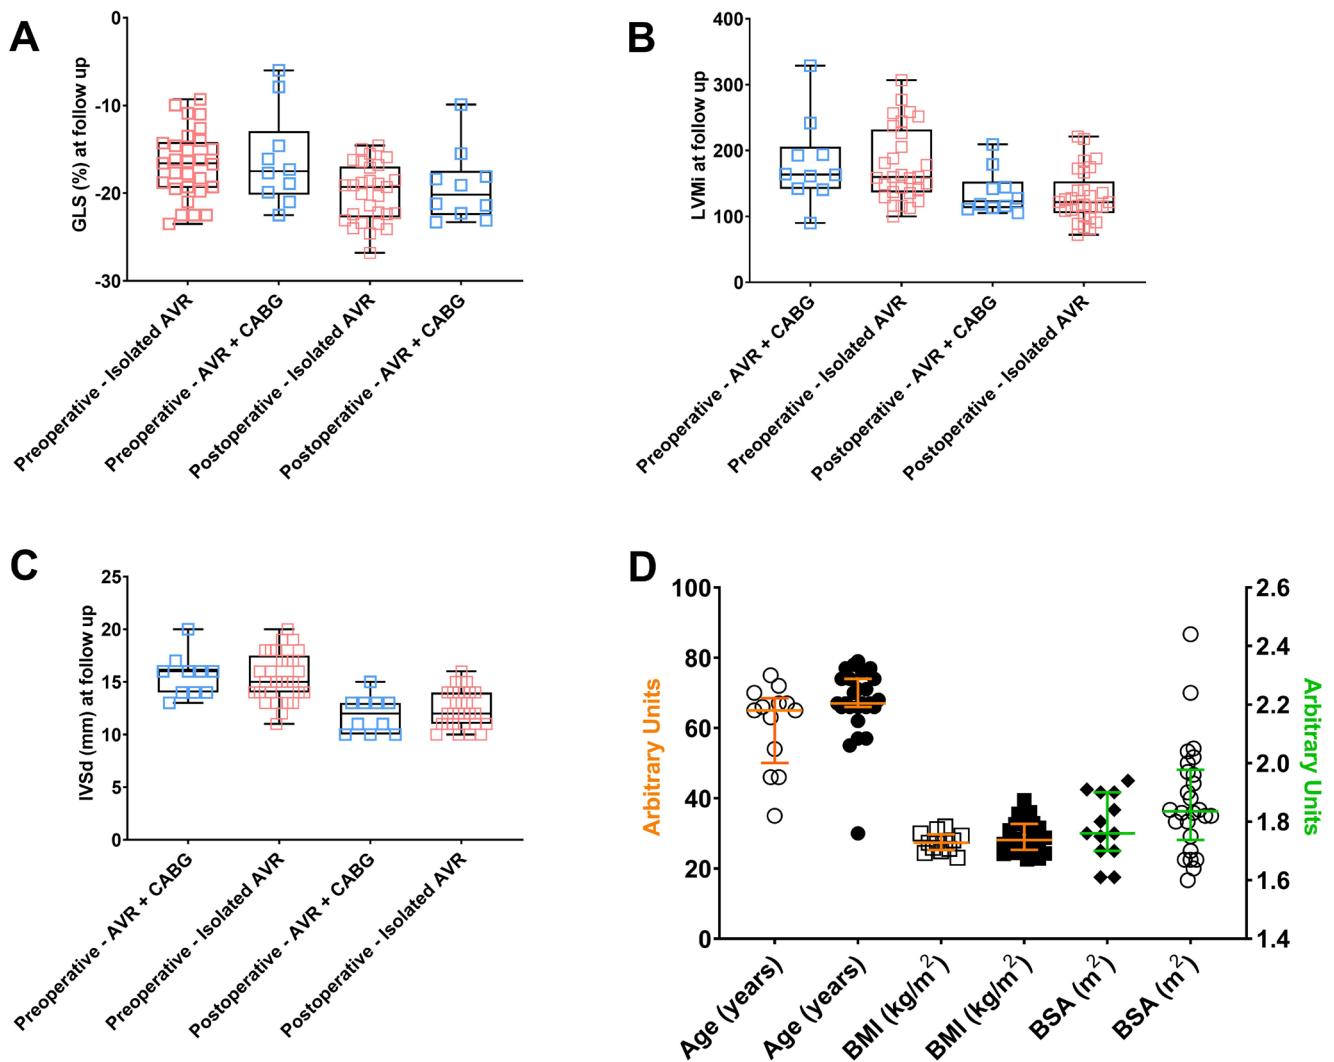 A
GLS (%) at follow up
0
-10
-20
-30
Preoperative - Isolated AVR
Preoperative - AVR + CABG
Postoperative - Isolated AVR
Postoperative - AVR + CABG
B
LVMi at follow up
400
300
200
100
0
Preoperative - AVR + CABG
Preoperative - Isolated AVR
Postoperative - AVR + CABG
Postoperative - Isolated AVR
C
IVSd (mm) at follow up
25
20
15
10
5
0
Preoperative - AVR + CABG
Preoperative - Isolated AVR
Postoperative - AVR + CABG
Postoperative - Isolated AVR
D
Arbitrary Units
100
80
60
40
20
0
2.6
2.4
2.2
2.0
1.8
1.6
1.4
Arbitrary Units
Age (years)
Age (years)
BMI (kg/m²)
BMI (kg/m²)
BSA (m²)
BSA (m²)